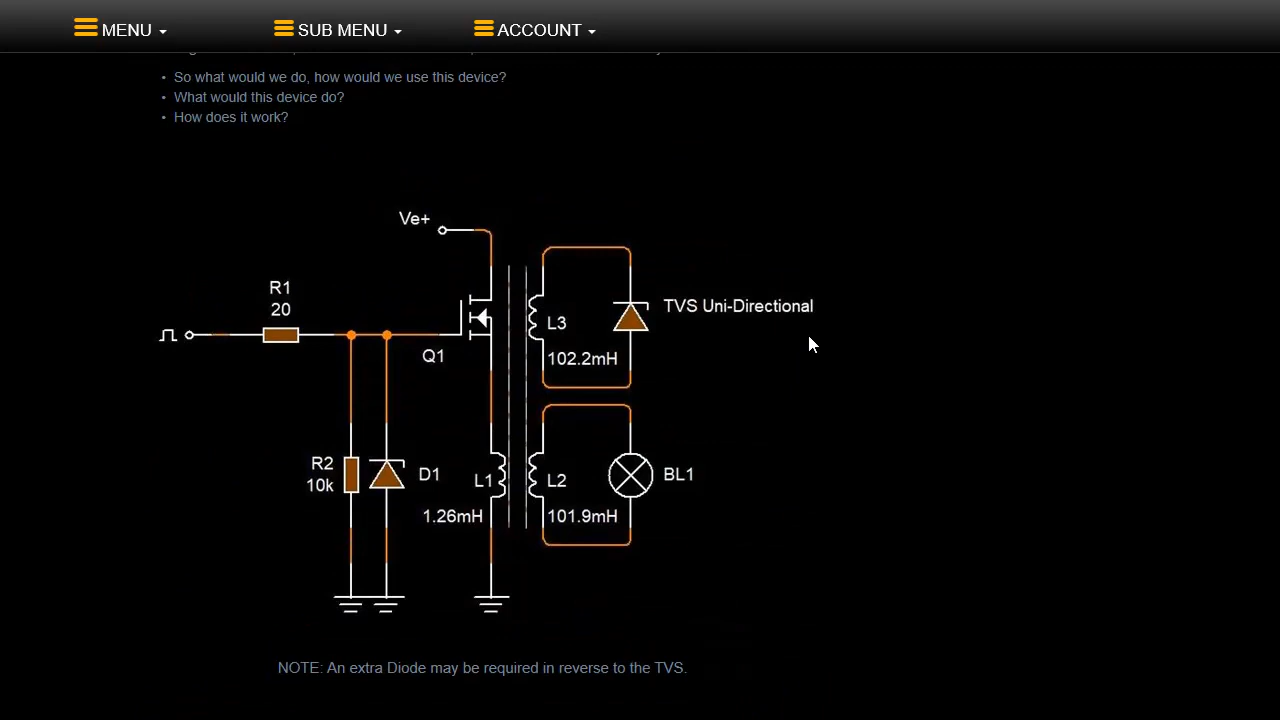 MENU
SUB MENU
ACCOUNT
• So what would we do, how would we use this device?
• What would this device do?
• How does it work?
Ve+
R1
20
TVS Uni-Directional
L3
Q1
102.2mH
R2
10k
D1
L1
L2
BL1
1.26mH
101.9mH
NOTE: An extra Diode may be required in reverse to the TVS.